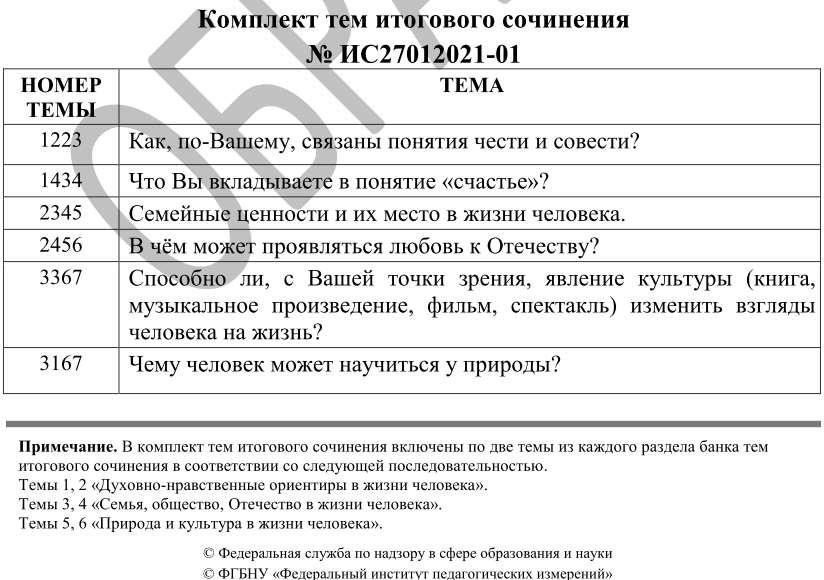 Комплект тем итогового сочинения
№ ИС27012021-01
НОМЕР ТЕМА
ТЕМЫ
1223 Как, по-Вашему, связаны понятия чести и совести?
1434 Что Вы вкладываете в понятие «счастье»?
2345 Семейные ценности и их место в жизни человека.
2456 В чём может проявляться любовь к Отечеству?
3367 Способно ли, с Вашей точки зрения, явление культуры (книга,
музыкальное произведение, фильм, спектакль) изменить взгляды
человека на жизнь?
3167 Чему человек может научиться у природы?
Примечание. В комплект тем итогового сочинения включены по две темы из каждого раздела банка тем
итогового сочинения в соответствии со следующей последовательностью.
Темы 1, 2 «Духовно-нравственные ориентиры в жизни человека».
Темы 3, 4 «Семья, общество, Отечество в жизни человека».
Темы 5, 6 «Природа и культура в жизни человека».
© Федеральная служба по надзору в сфере образования и науки
© ФГБНУ «Федеральный институт педагогических измерений»
ОБРА